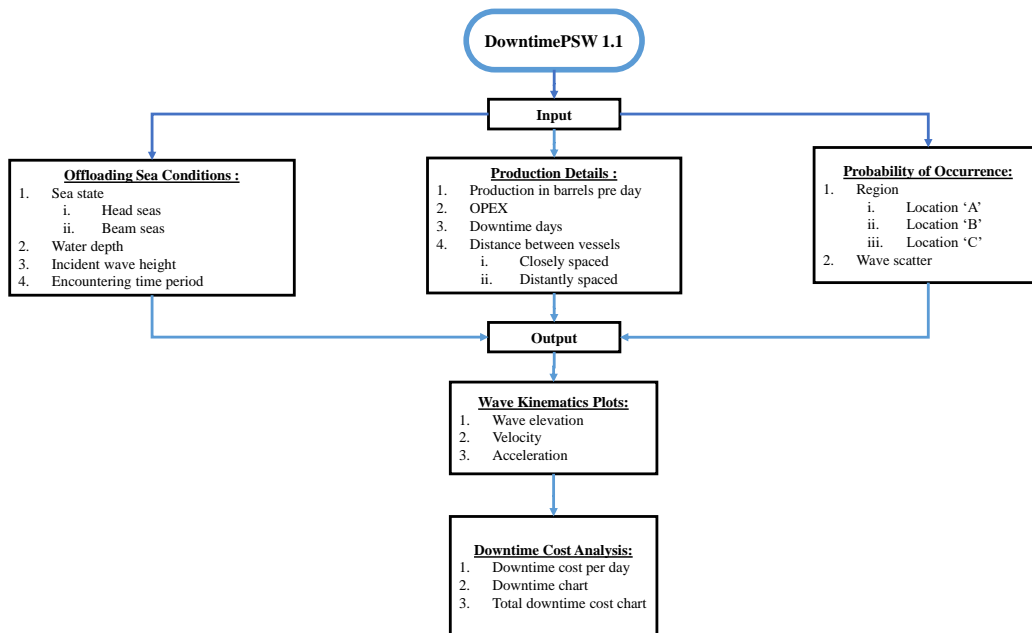 DowntimePSW 1.1
Input
Offloading Sea Conditions :
1. Sea state
i. Head seas
ii. Beam seas
2. Water depth
3. Incident wave height
4. Encountering time period
Production Details :
1. Production in barrels pre day
2. OPEX
3. Downtime days
4. Distance between vessels
i. Closely spaced
ii. Distantly spaced
Probability of Occurrence:
1. Region
i. Location ‘A’
ii. Location ‘B’
iii. Location ‘C’
2. Wave scatter
Output
Wave Kinematics Plots:
1. Wave elevation
2. Velocity
3. Acceleration
Downtime Cost Analysis:
1. Downtime cost per day
2. Downtime chart
3. Total downtime cost chart